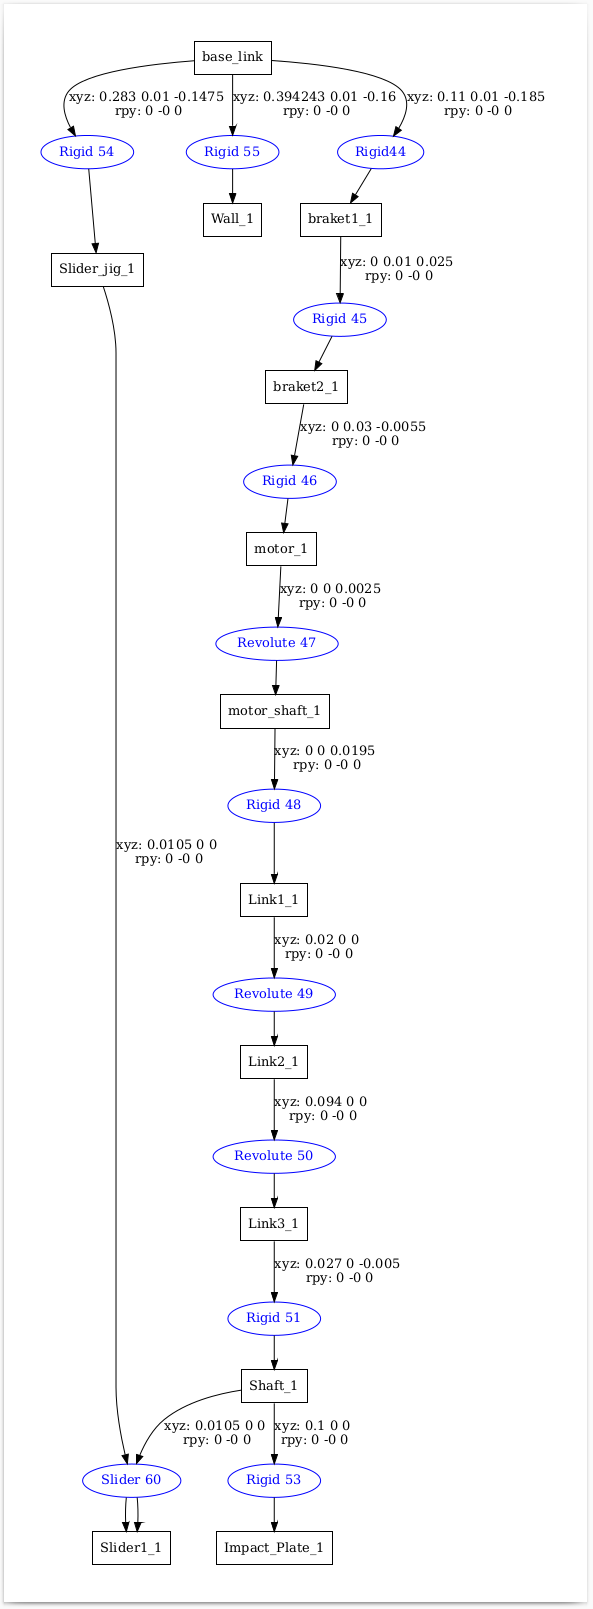 base_link
xyz: 0.283 0.01 -0.1475
rpy: 0 -0 0
xyz: 0.394243 0.01 -0.16
rpy: 0 -0 0
xyz: 0.11 0.01 -0.185
rpy: 0 -0 0
Rigid 54
Rigid 55
Rigid44
Wall_1
braket1_1
Slider_jig_1
xyz: 0 0.01 0.025
rpy: 0 -0 0
Rigid 45
braket2_1
xyz: 0 0.03 -0.0055
rpy: 0 -0 0
Rigid 46
motor_1
xyz: 0 0 0.0025
rpy: 0 -0 0
Revolute 47
motor_shaft_1
xyz: 0 0 0.0195
rpy: 0 -0 0
Rigid 48
xyz: 0.0105 0 0
rpy: 0 -0 0
Link1_1
xyz: 0.02 0 0
rpy: 0 -0 0
Revolute 49
Link2_1
xyz: 0.094 0 0
rpy: 0 -0 0
Revolute 50
Link3_1
xyz: 0.027 0 -0.005
rpy: 0 -0 0
Rigid 51
Shaft_1
xyz: 0.0105 0 0
rpy: 0 -0 0
xyz: 0.1 0 0
rpy: 0 -0 0
Slider 60
Rigid 53
Slider1_1
Impact_Plate_1